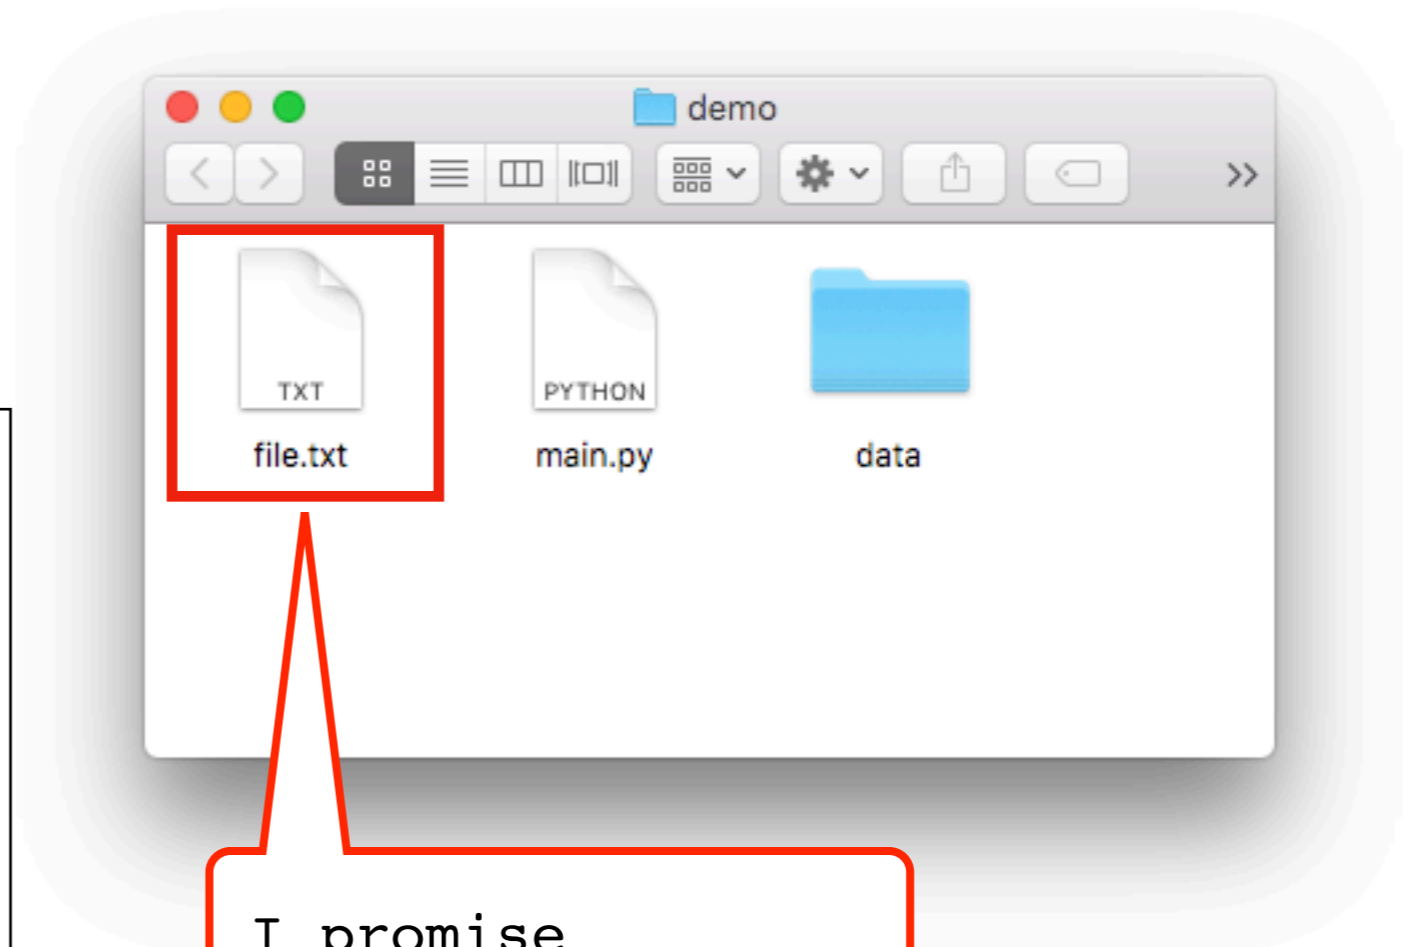 demo
TXT
PYTHON
file.txt
main.py
data
I promise